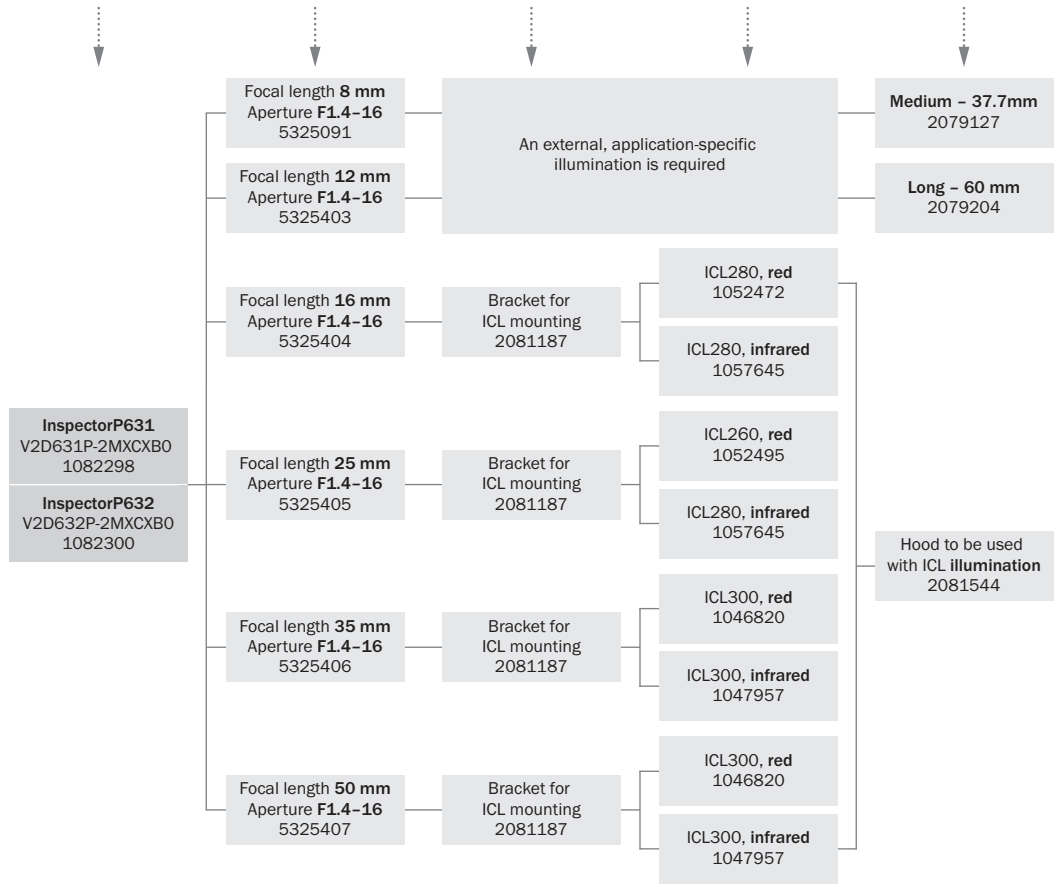 Focal length 8 mm
Aperture F1.4–16
5325091
An external, application-specific
illumination is required
Medium – 37.7mm
2079127
Focal length 12 mm
Aperture F1.4–16
5325403
Long – 60 mm
2079204
Focal length 16 mm
Aperture F1.4–16
5325404
Bracket for
ICL mounting
2081187
ICL280, red
1052472
ICL280, infrared
1057645
InspectorP631
V2D631P-2MXCXB0
1082298
InspectorP632
V2D632P-2MXCXB0
1082300
Focal length 25 mm
Aperture F1.4–16
5325405
Bracket for
ICL mounting
2081187
ICL260, red
1052495
ICL280, infrared
1057645
Hood to be used
with ICL illumination
2081544
Focal length 35 mm
Aperture F1.4–16
5325406
Bracket for
ICL mounting
2081187
ICL300, red
1046820
ICL300, infrared
1047957
Focal length 50 mm
Aperture F1.4–16
5325407
Bracket for
ICL mounting
2081187
ICL300, red
1046820
ICL300, infrared
1047957